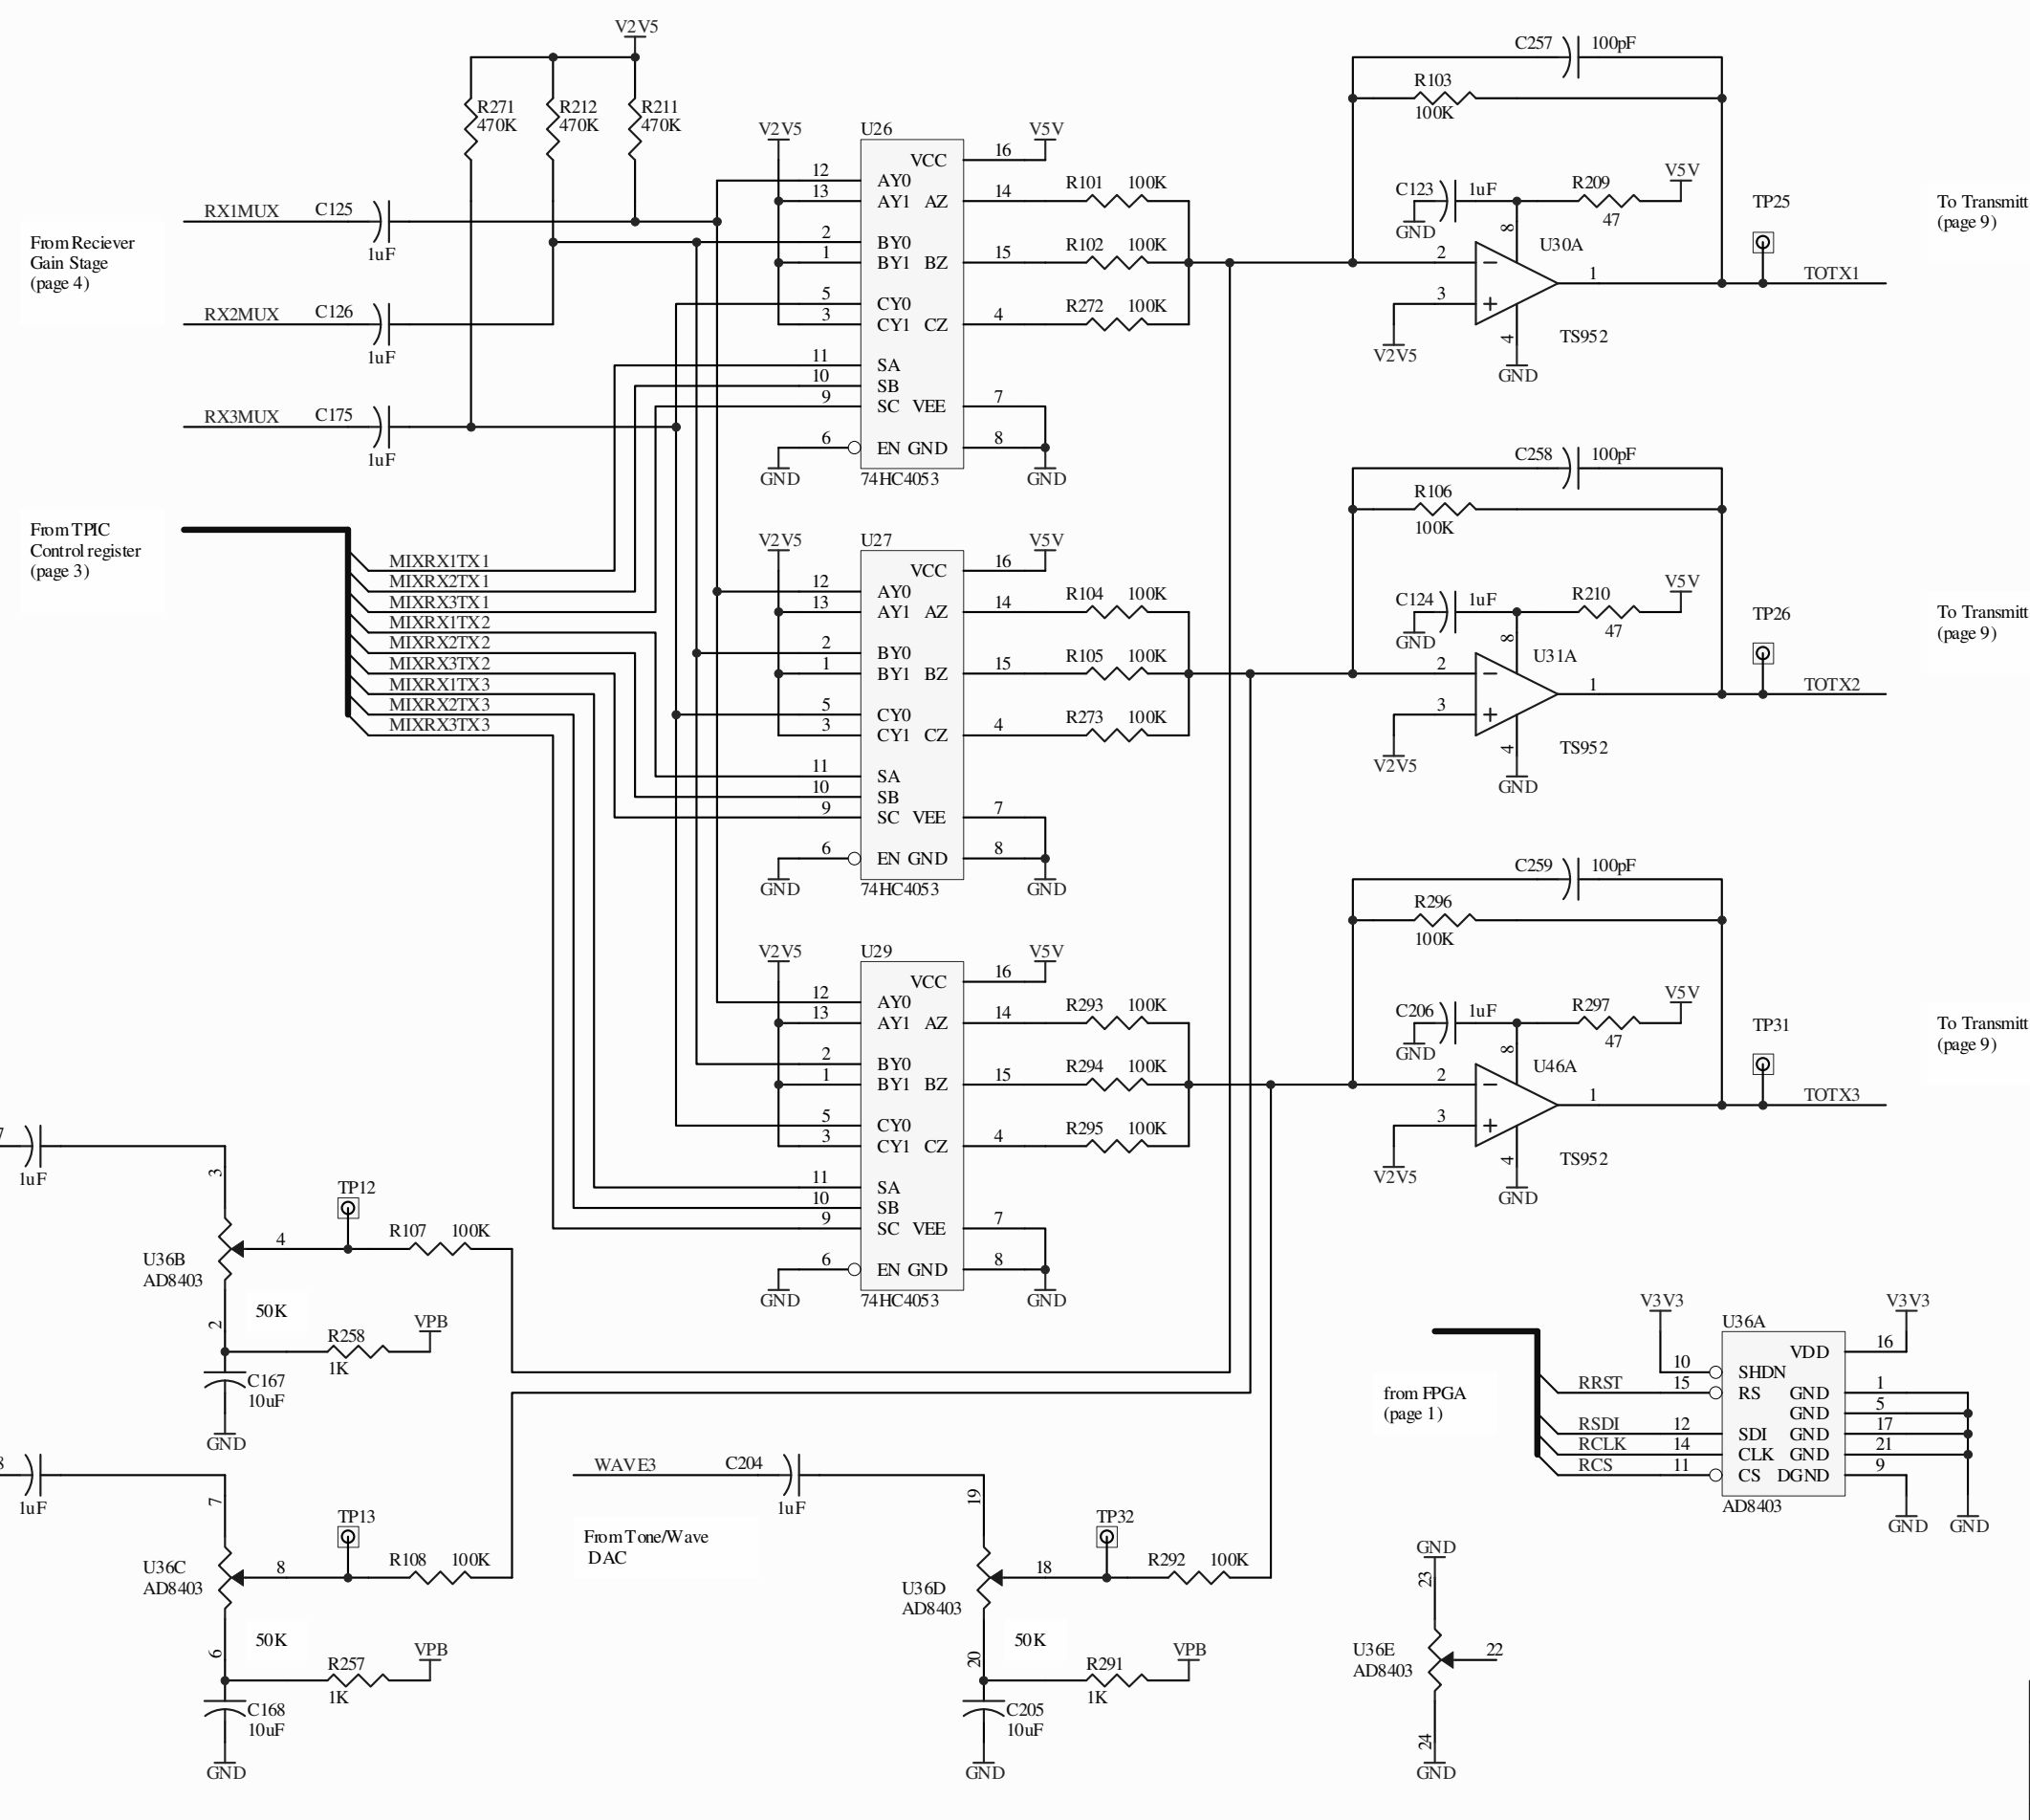 V2V5
R271
470K
R212
470K
R211
470K
RX1MUX
C125
1uF
From Reciever
Gain Stage
(page 4)
RX2MUX
C126
1uF
RX3MUX
C175
1uF
From TPIC
Control register
(page 3)
MIXRX1TX1
MIXRX2TX1
MIXRX3TX1
MIXRX1TX2
MIXRX2TX2
MIXRX3TX2
MIXRX1TX3
MIXRX2TX3
MIXRX3TX3
V2V5
U26
V5V
VCC 16
12 AY0
13 AY1 AZ 14
2 BY0
1 BY1 BZ 15
5 CY0
3 CY1 CZ 4
11 SA
10 SB
9 SC VEE 7
6 EN GND 8
GND
74HC4053
GND
R101 100K
R102 100K
R272 100K
C257 100pF
R103
100K
C123 1uF
GND
R209
47
V5V
8
U30A
2
3
1
4
V2V5
TS952
GND
TP25
TOTX1
To Transmitt
(page 9)
V2V5
U27
V5V
VCC 16
12 AY0
13 AY1 AZ 14
2 BY0
1 BY1 BZ 15
5 CY0
3 CY1 CZ 4
11 SA
10 SB
9 SC VEE 7
6 EN GND 8
GND
74HC4053
GND
R104 100K
R105 100K
R273 100K
C258 100pF
R106
100K
C124 1uF
GND
R210
47
V5V
8
U31A
2
3
1
4
V2V5
TS952
GND
TP26
TOTX2
To Transmitt
(page 9)
V2V5
U29
V5V
VCC 16
12 AY0
13 AY1 AZ 14
2 BY0
1 BY1 BZ 15
5 CY0
3 CY1 CZ 4
11 SA
10 SB
9 SC VEE 7
6 EN GND 8
GND
74HC4053
GND
R293 100K
R294 100K
R295 100K
C259 100pF
R296
100K
C206 1uF
GND
R297
47
V5V
8
U46A
2
3
1
4
V2V5
TS952
GND
TP31
TOTX3
To Transmitt
(page 9)
7
1uF
3
TP12
4
R107 100K
U36B
AD8403
50K
2
R258
1K
VPB
C167
10uF
GND
8
1uF
7
TP13
8
R108 100K
U36C
AD8403
50K
6
R257
1K
VPB
C168
10uF
GND
WAVE3
C204
1uF
From Tone/Wave
DAC
19
TP32
18
R292 100K
U36D
AD8403
50K
20
R291
1K
VPB
C205
10uF
GND
GND
23
U36E
AD8403
22
24
GND
from FPGA
(page 1)
V3V3
V3V3
U36A
VDD 16
10 SHDN
RRST 15 RS GND 1
GND 5
RSDI 12 SDI GND 17
RCLK 14 CLK GND 21
RCS 11 CS DGND 9
AD8403
GND
GND